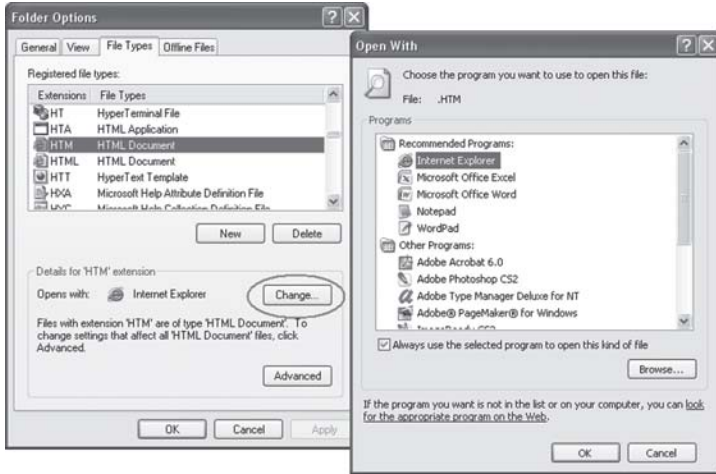 Folder Options
General View File Types Offline Files
Registered file types:
Extensions File Types
HT HyperTerminal File
HTA HTML Application
HTM HTML Document
HTML HTML Document
HTT HyperText Template
HXA Microsoft Help Attribute Definition File
HXC Microsoft Help Collection Definition File
New Delete
Details for 'HTM' extension
Opens with: Internet Explorer Change...
Files with extension 'HTM' are of type 'HTML Document'. To
change settings that affect all 'HTML Document' files, click
Advanced.
Advanced
OK Cancel Apply
Open With
Choose the program you want to use to open this file:
File: .HTM
Programs
Recommended Programs:
Internet Explorer
Microsoft Office Excel
Microsoft Office Word
Notepad
WordPad
Other Programs:
Adobe Acrobat 6.0
Adobe Photoshop CS2
Adobe Type Manager Deluxe for NT
Adobe® PageMaker® for Windows
ImageReady CS2
Always use the selected program to open this kind of file
Browse...
If the program you want is not in the list or on your computer, you can look
for the appropriate program on the Web.
OK Cancel